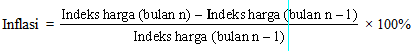 Inflasi = Indeks harga (bulan n) – Indeks harga (bulan n – 1) / Indeks harga (bulan n – 1) × 100%